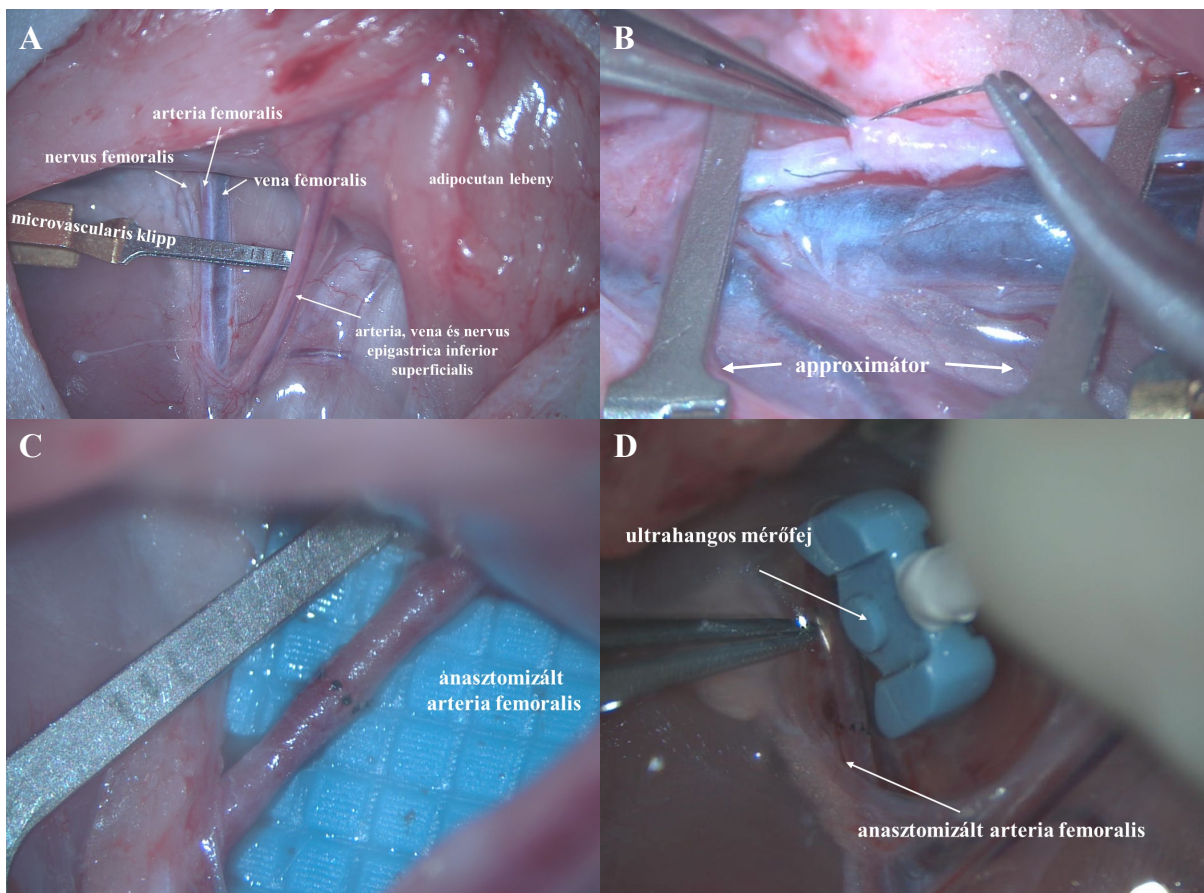 A
arteria femoralis
nervus femoralis
vena femoralis
adipocutan lebeny
microvascularis klipp
arteria, vena és nervus
epigastrica inferior
superficialis
B
approximátor
C
anasztomizált
arteria femoralis
D
ultrahangos mérőfej
anasztomizált arteria femoralis